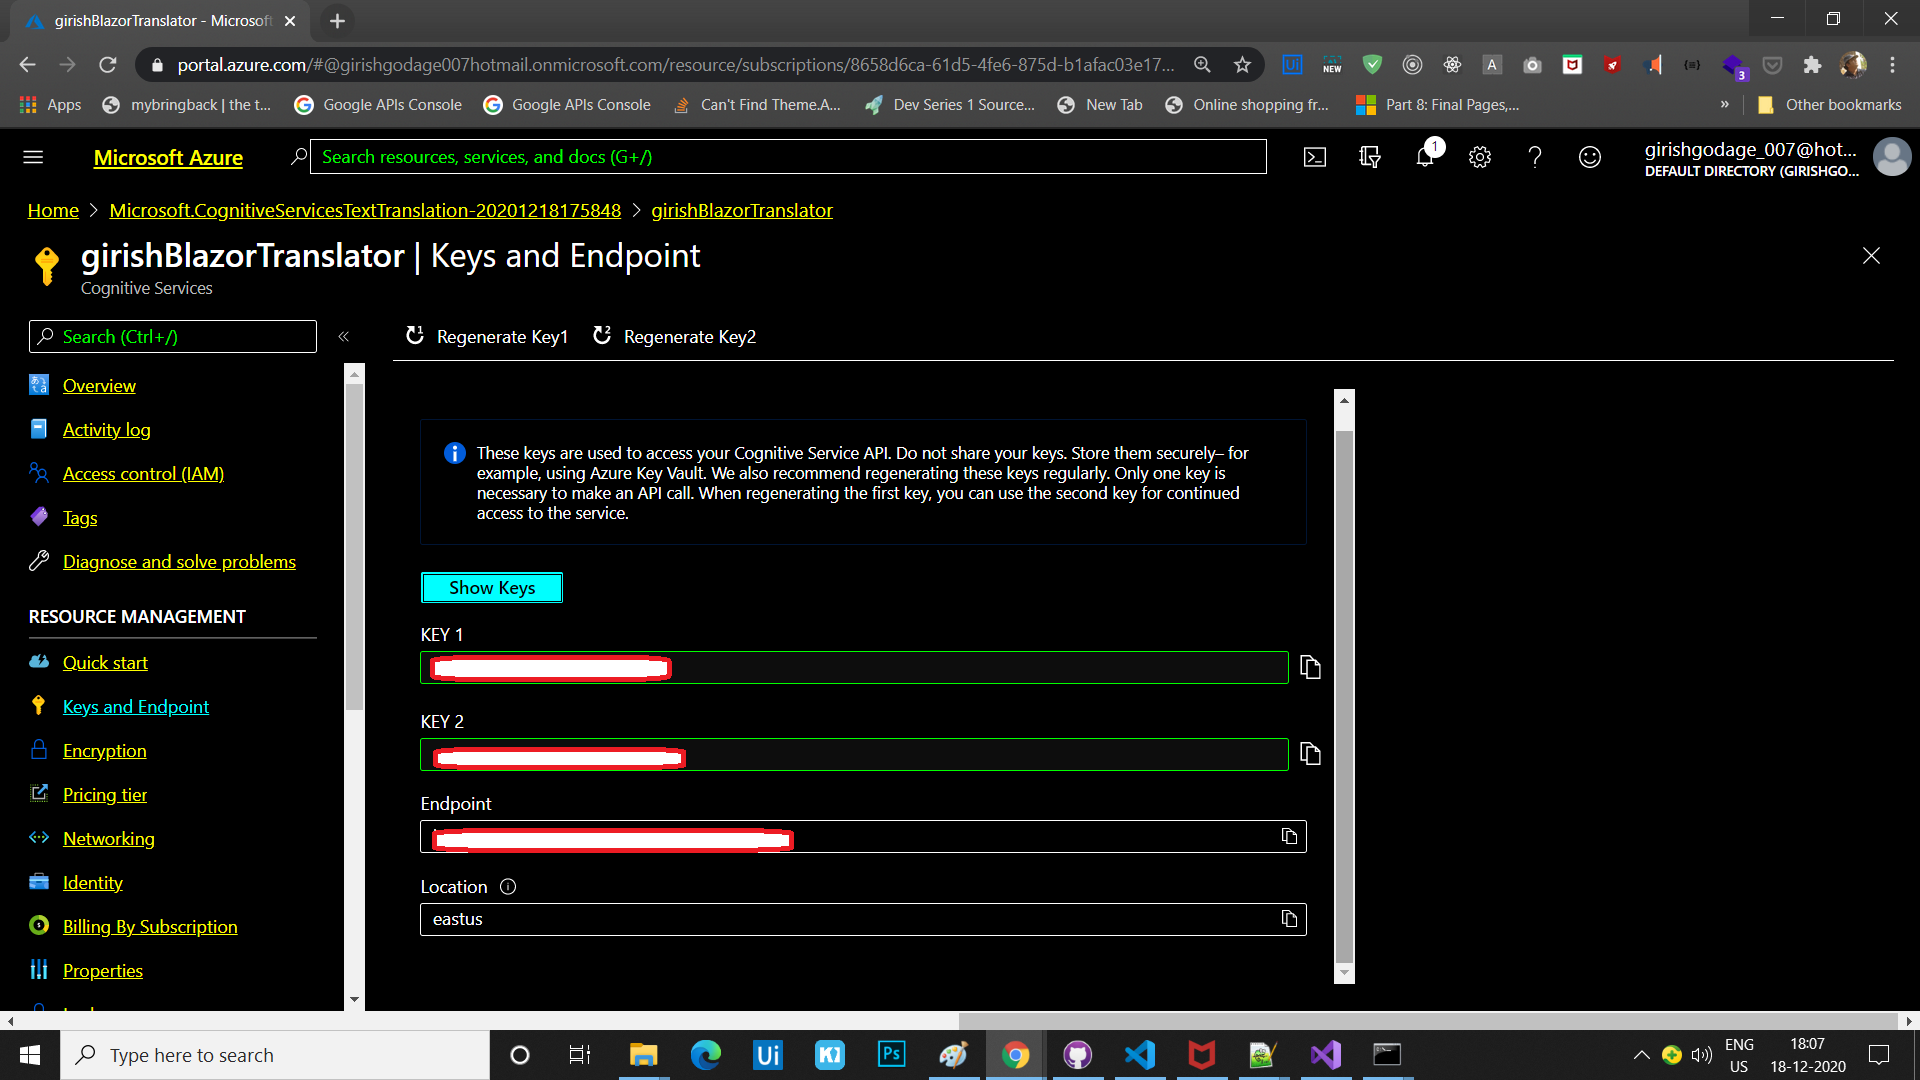 girishBlazorTranslator - Microsoft
portal.azure.com/#@girishgodage007hotmail.onmicrosoft.com/resource/subscriptions/8658d6ca-61d5-4fe6-875d-b1afac03e17...
NEW
3
Apps
mybringback | the t...
Google APIs Console
Google APIs Console
Can't Find Theme.A...
Dev Series 1 Source...
New Tab
Online shopping fr...
Part 8: Final Pages,...
»
Other bookmarks
Microsoft Azure
Search resources, services, and docs (G+/)
1
girishgodage_007@hot...
DEFAULT DIRECTORY (GIRISHGO...
Home > Microsoft.CognitiveServicesTextTranslation-20201218175848 > girishBlazorTranslator
girishBlazorTranslator | Keys and Endpoint
Cognitive Services
Search (Ctrl+/)
«
Regenerate Key1
Regenerate Key2
Overview
Activity log
Access control (IAM)
Tags
Diagnose and solve problems
RESOURCE MANAGEMENT
Quick start
Keys and Endpoint
Encryption
Pricing tier
Networking
Identity
Billing By Subscription
Properties
These keys are used to access your Cognitive Service API. Do not share your keys. Store them securely– for
example, using Azure Key Vault. We also recommend regenerating these keys regularly. Only one key is
necessary to make an API call. When regenerating the first key, you can use the second key for continued
access to the service.
Show Keys
KEY 1
KEY 2
Endpoint
Location
eastus
Type here to search
Ui
Ps
ENG
US
18:07
18-12-2020